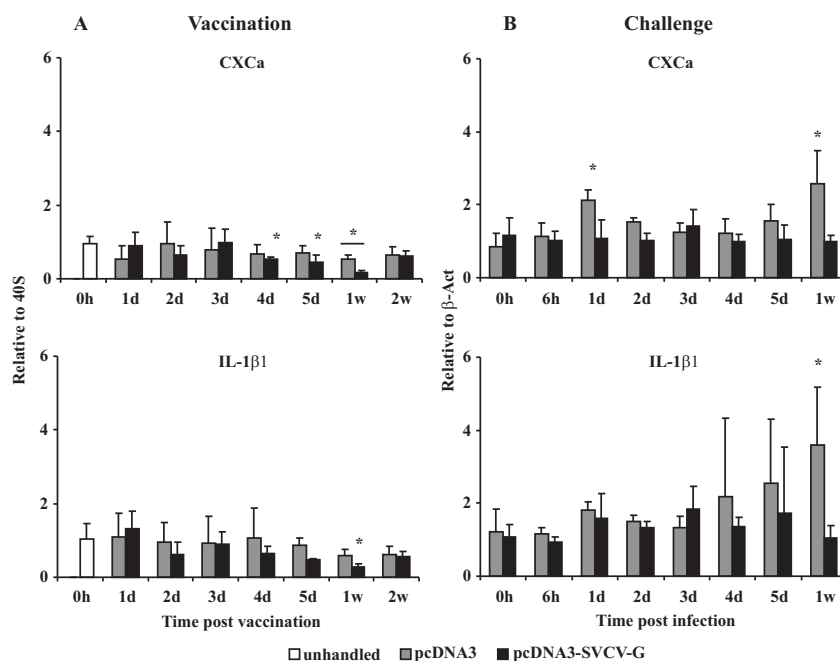 A Vaccination
CXCa
6
4
2
0
* * *
0h 1d 2d 3d 4d 5d 1w 2w
IL-1β1
6
4
2
0
*
0h 1d 2d 3d 4d 5d 1w 2w
Time post vaccination
Relative to 40S
B Challenge
CXCa
6
4
2
0
* *
0h 6h 1d 2d 3d 4d 5d 1w
IL-1β1
6
4
2
0
*
0h 6h 1d 2d 3d 4d 5d 1w
Time post infection
Relative to β-Act
unhandled pcDNA3 pcDNA3-SVCV-G